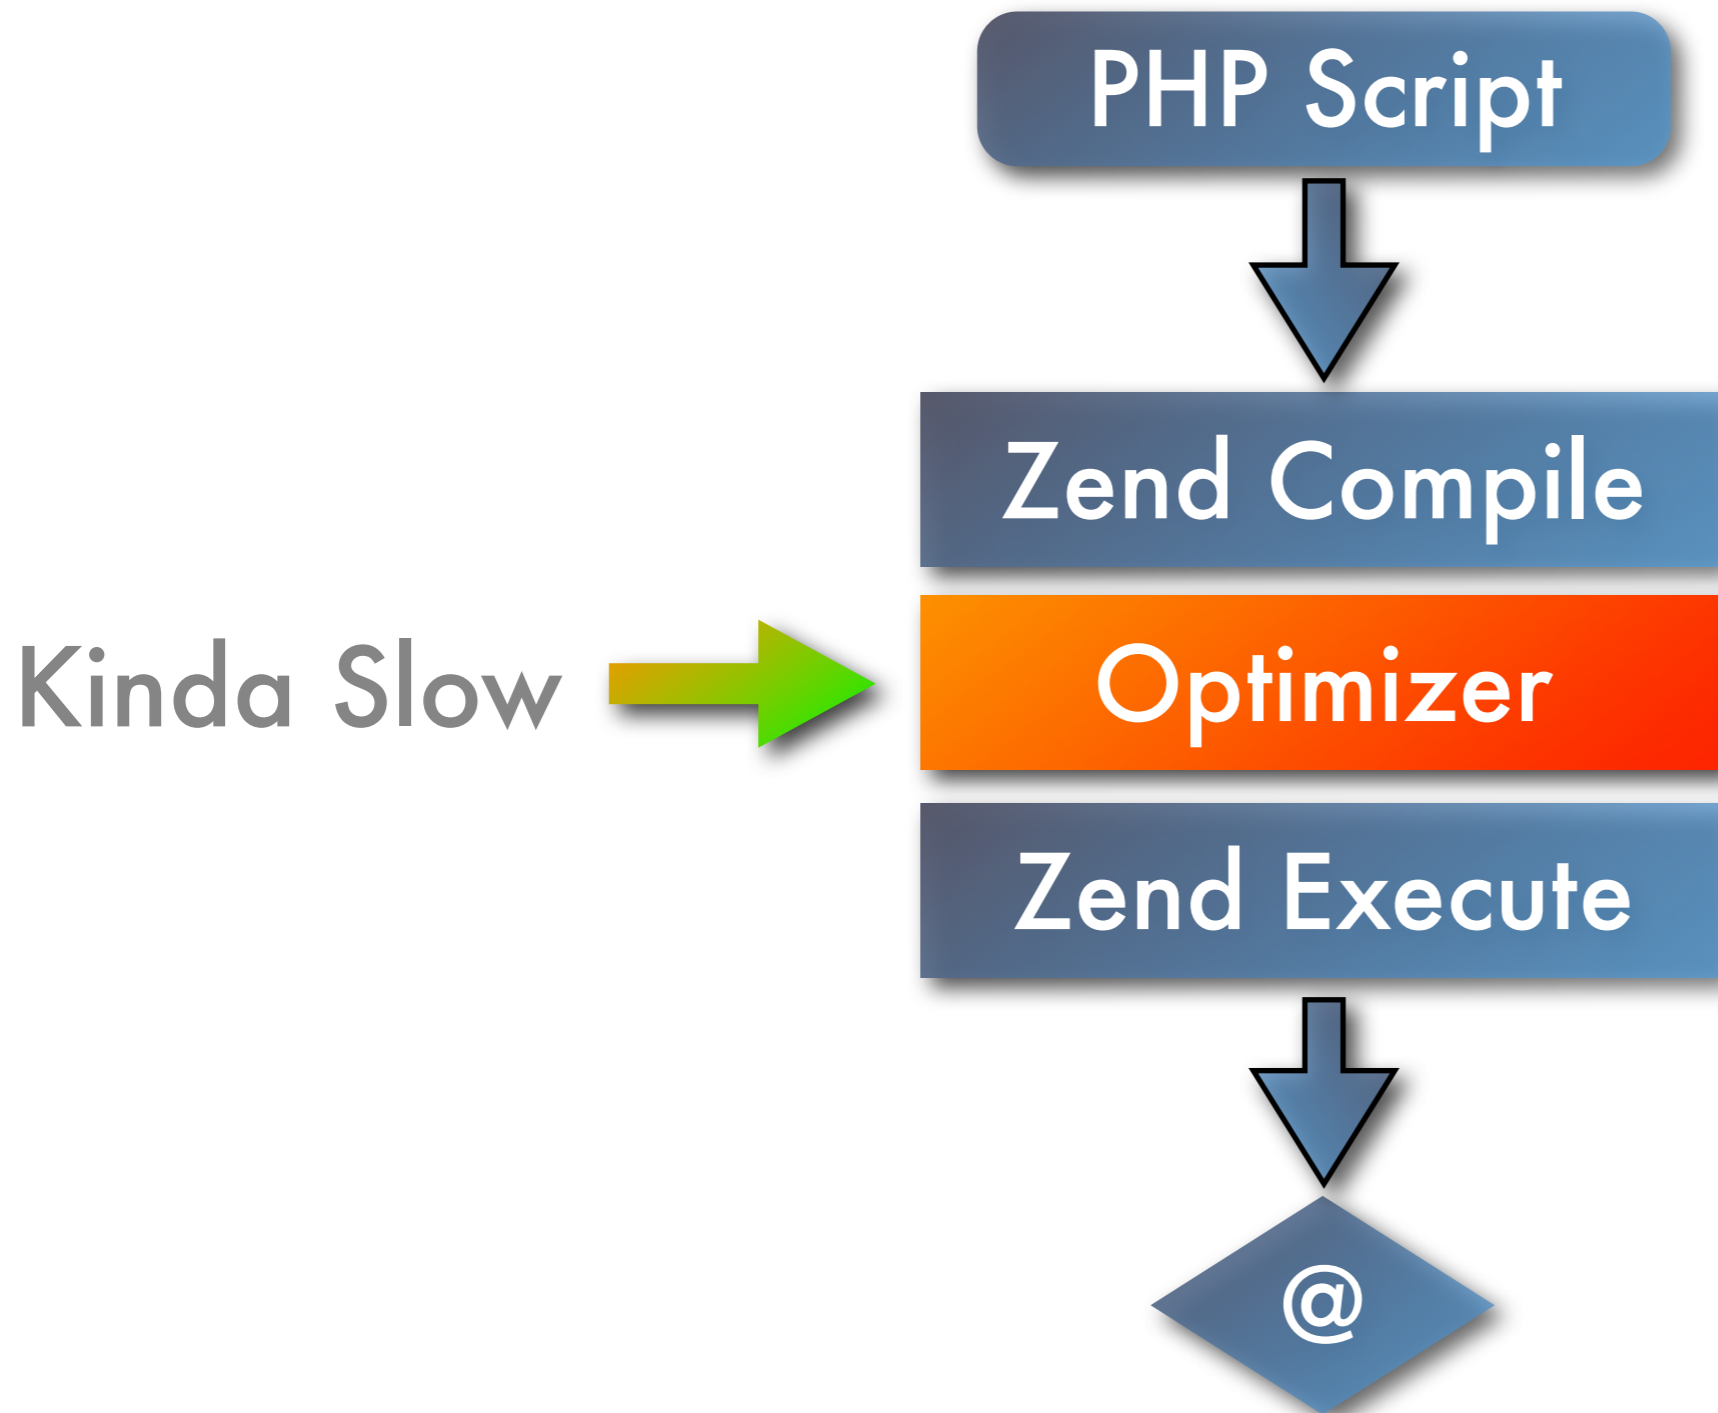 PHP Script
Zend Compile
Kinda Slow
Optimizer
Zend Execute
@